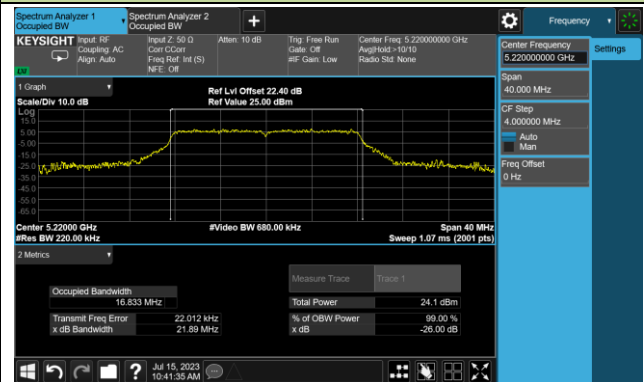 Spectrum Analyzer 1
Occupied BW
Spectrum Analyzer 2
Occupied BW
+
Frequency
KEYSIGHT
Input: RF
Coupling: AC
Align: Auto
Input Z: 50 Ω
Corr CCorr
Freq Ref: Int (S)
NFE: Off
Atten: 10 dB
Trig: Free Run
Gate: Off
#IF Gain: Low
Center Freq: 5.220000000 GHz
Avg|Hold:>10/10
Radio Std: None
LXI
1 Graph
Scale/Div 10.0 dB
Ref Lvl Offset 22.40 dB
Ref Value 25.00 dBm
Log
15.0
5.00
-5.00
-15.0
-25.0
-35.0
-45.0
-55.0
-65.0
Center 5.22000 GHz
#Res BW 220.00 kHz
#Video BW 680.00 kHz
Span 40 MHz
Sweep 1.07 ms (2001 pts)
2 Metrics
Measure Trace
Trace 1
Occupied Bandwidth
16.833 MHz
Total Power
24.1 dBm
Transmit Freq Error
22.012 kHz
% of OBW Power
99.00 %
x dB Bandwidth
21.89 MHz
x dB
-26.00 dB
Center Frequency
5.220000000 GHz
Settings
Span
40.000 MHz
CF Step
4.000000 MHz
Auto
Man
Freq Offset
0 Hz
?
Jul 15, 2023
10:41:35 AM